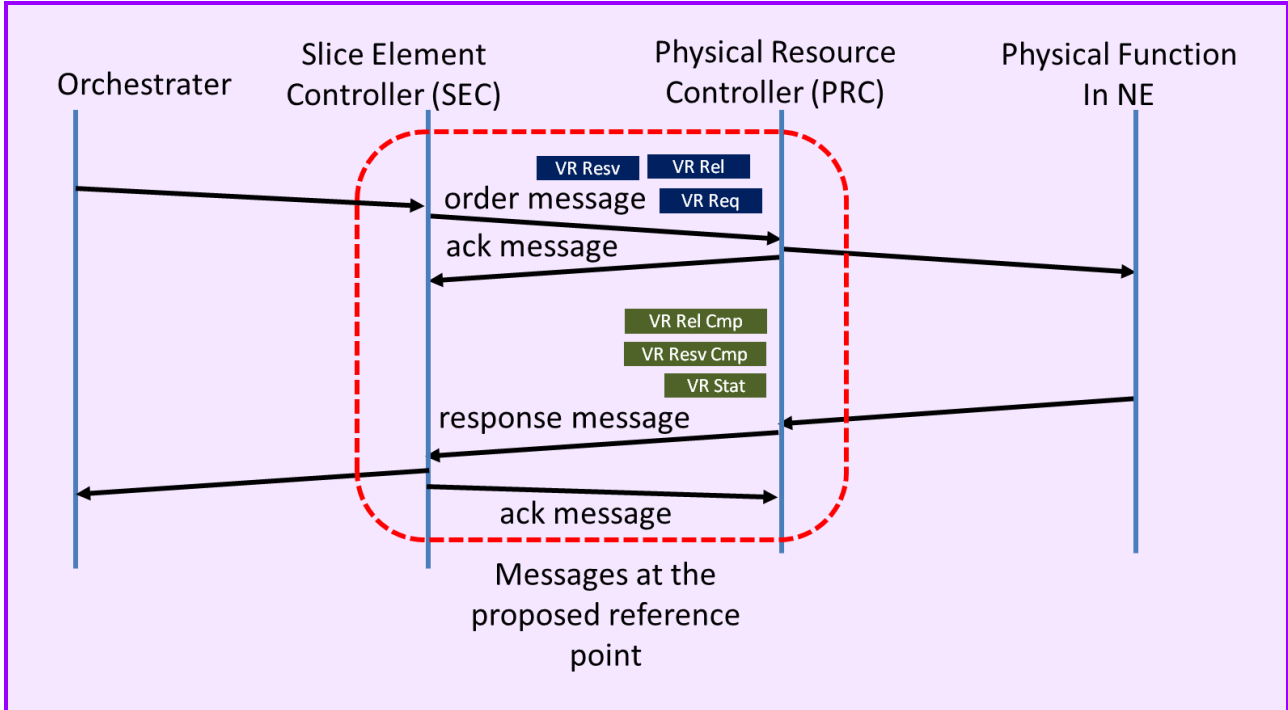 Orchestrater
Slice Element
Controller (SEC)
Physical Resource
Controller (PRC)
Physical Function
In NE
VR Resv
VR Rel
order message
VR Req
ack message
VR Rel Cmp
VR Resv Cmp
VR Stat
response message
ack message
Messages at the
proposed reference
point